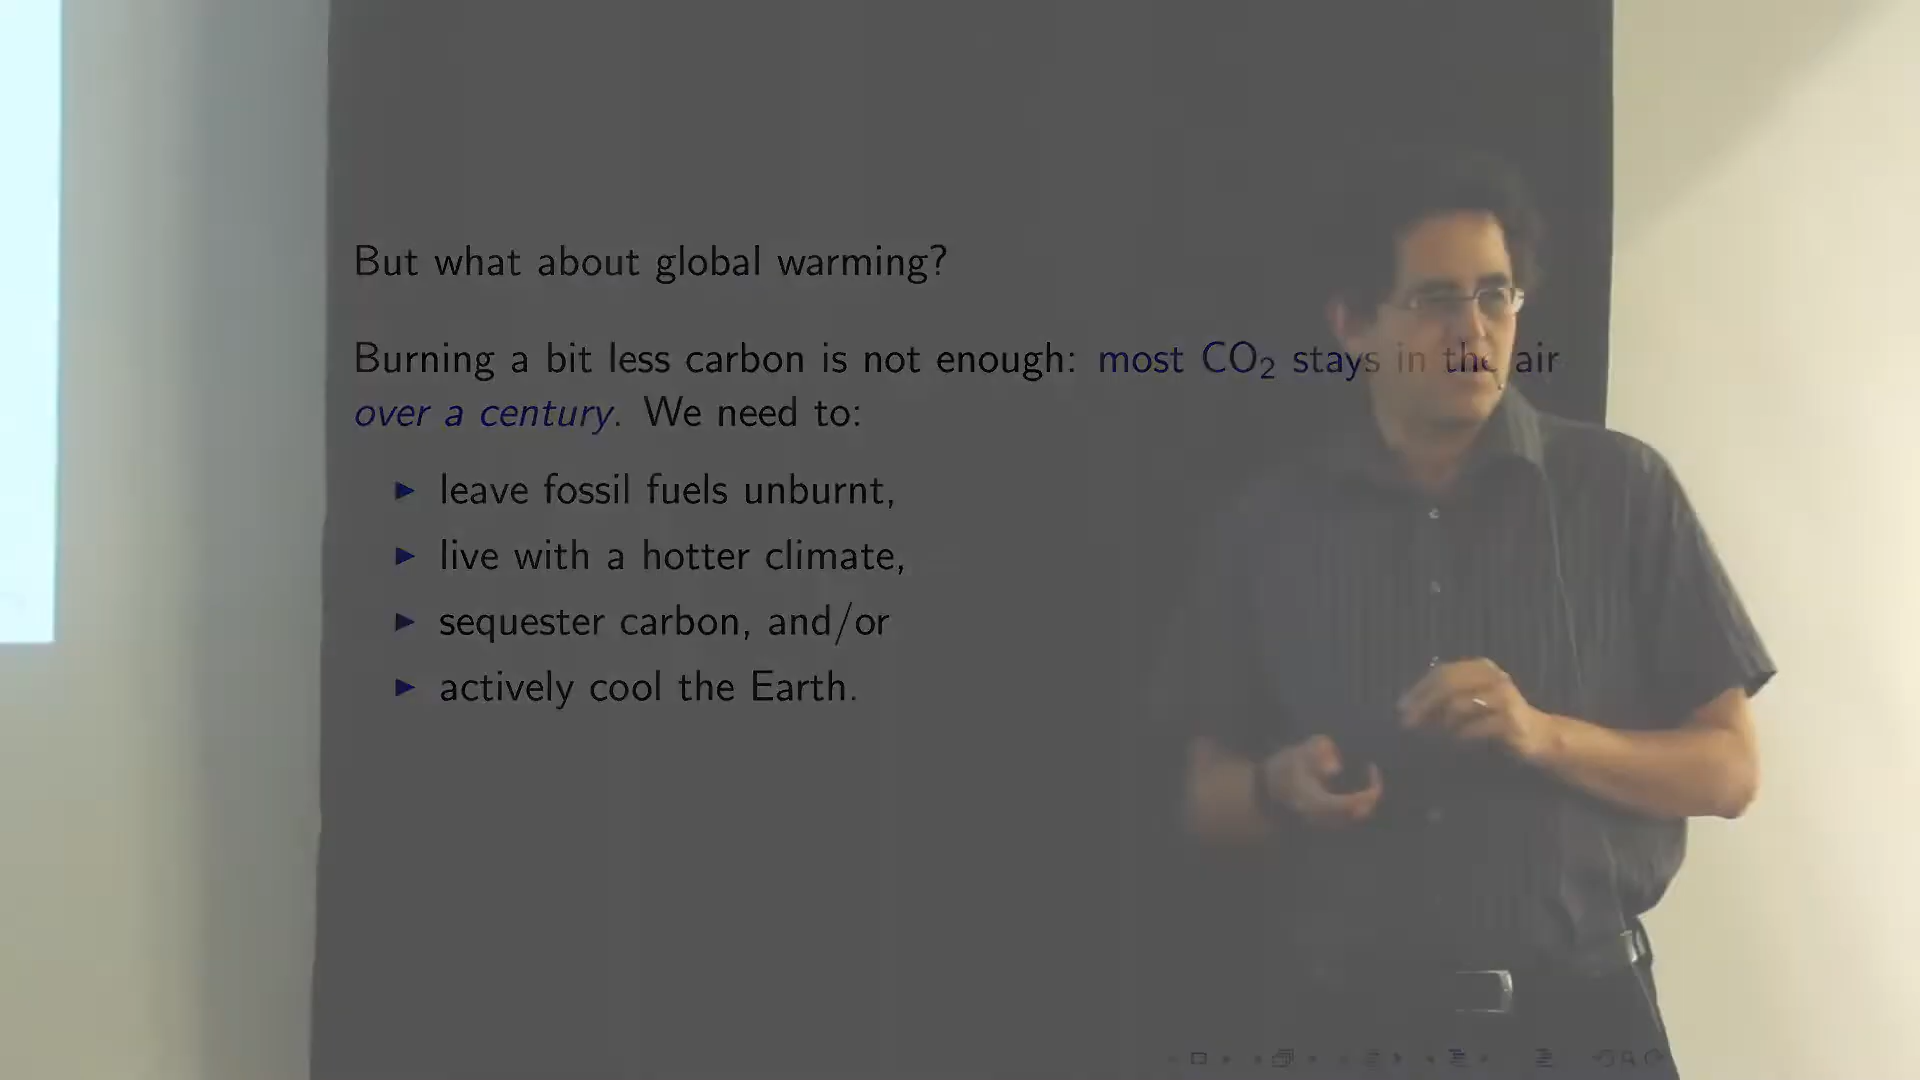 But what about global warming?
Burning a bit less carbon is not enough: most CO₂ stays in the air
over a century. We need to:
▶ leave fossil fuels unburnt,
▶ live with a hotter climate,
▶ sequester carbon, and/or
▶ actively cool the Earth.